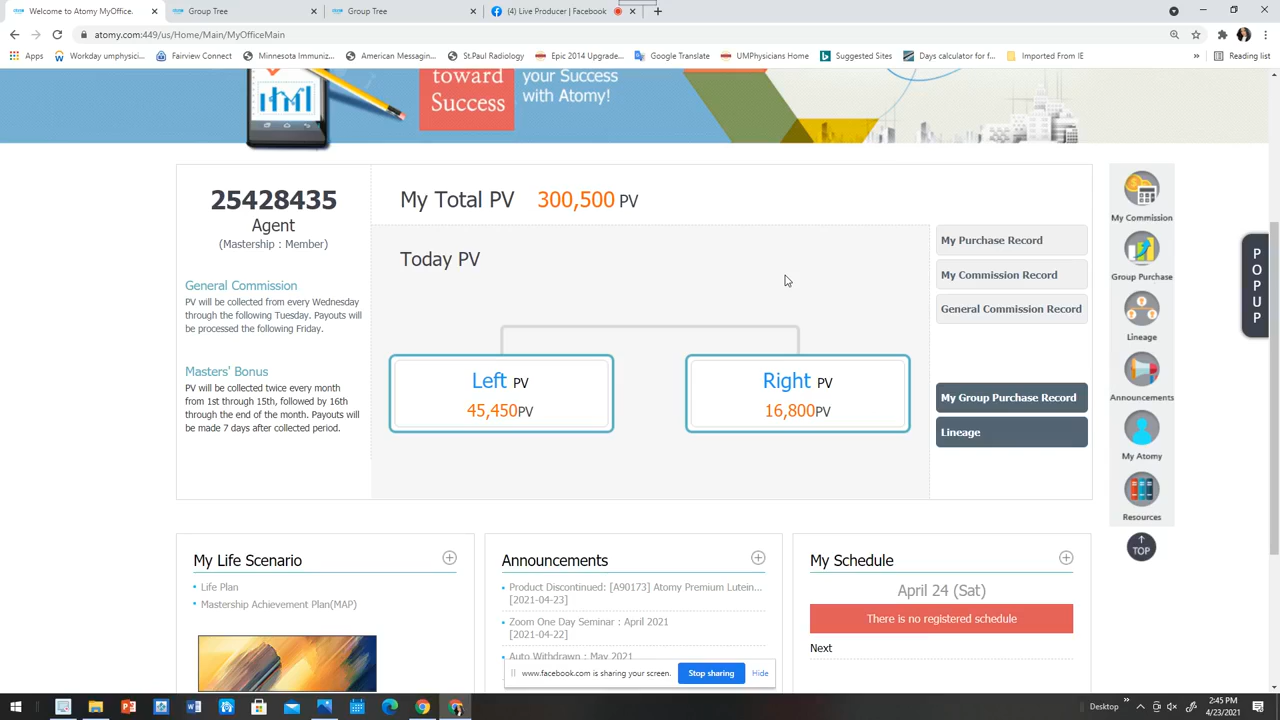 Welcome to Atomy MyOffice.
Group Tree
Group Tree
(4) Live Producer | Facebook
atomy.com:449/us/Home/Main/MyOfficeMain
Apps
Workday umphysici...
Fairview Connect
Minnesota Immuniz...
American Messagin...
St.Paul Radiology
Epic 2014 Upgrade...
Google Translate
UMPhysicians Home
Suggested Sites
Days calculator for f...
Imported From IE
»
Reading list
toward
Success
your Success
with Atomy!
25428435
Agent
(Mastership : Member)
General Commission
PV will be collected from every Wednesday
through the following Tuesday. Payouts will
be processed the following Friday.
Masters' Bonus
PV will be collected twice every month
from 1st through 15th, followed by 16th
through the end of the month. Payouts will
be made 7 days after collected period.
My Total PV 300,500 PV
Today PV
Left PV
45,450PV
Right PV
16,800PV
My Purchase Record
My Commission Record
General Commission Record
My Group Purchase Record
Lineage
My Commission
Group Purchase
Lineage
Announcements
My Atomy
Resources
TOP
POPUP
My Life Scenario
Life Plan
Mastership Achievement Plan(MAP)
Announcements
Product Discontinued: [A90173] Atomy Premium Lutein...
[2021-04-23]
Zoom One Day Seminar : April 2021
[2021-04-22]
Auto Withdrawn : May 2021
My Schedule
April 24 (Sat)
There is no registered schedule
Next
www.facebook.com is sharing your screen.
Stop sharing
Hide
Desktop
»
2:45 PM
4/23/2021